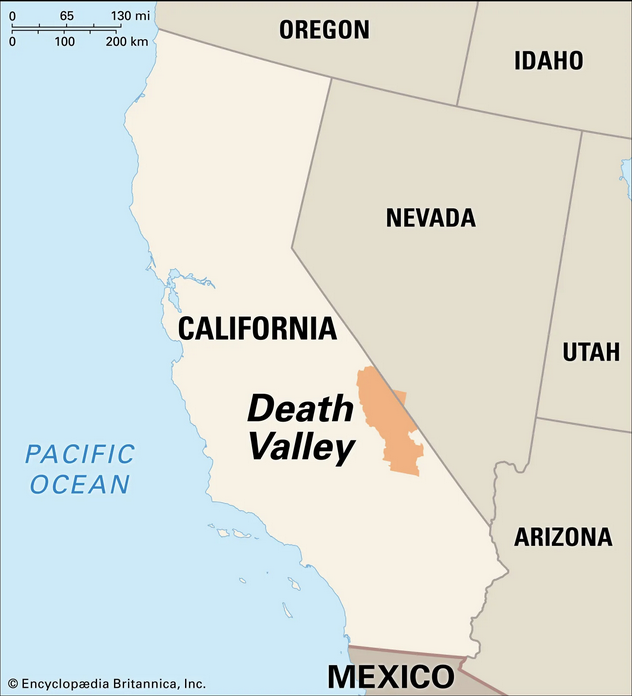 0 65 130 mi
0 100 200 km
OREGON
IDAHO
NEVADA
CALIFORNIA
UTAH
Death
Valley
PACIFIC
OCEAN
ARIZONA
MEXICO
© Encyclopædia Britannica, Inc.